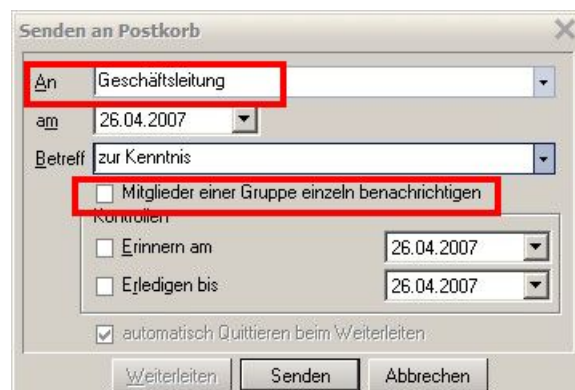 Senden an Postkorb
An Geschäftsleitung
am 26.04.2007
Betreff zur Kenntnis
Mitglieder einer Gruppe einzeln benachrichtigen
Kontrollen
Erinnern am 26.04.2007
Erledigen bis 26.04.2007
automatisch Quittieren beim Weiterleiten
Weiterleiten Senden Abbrechen